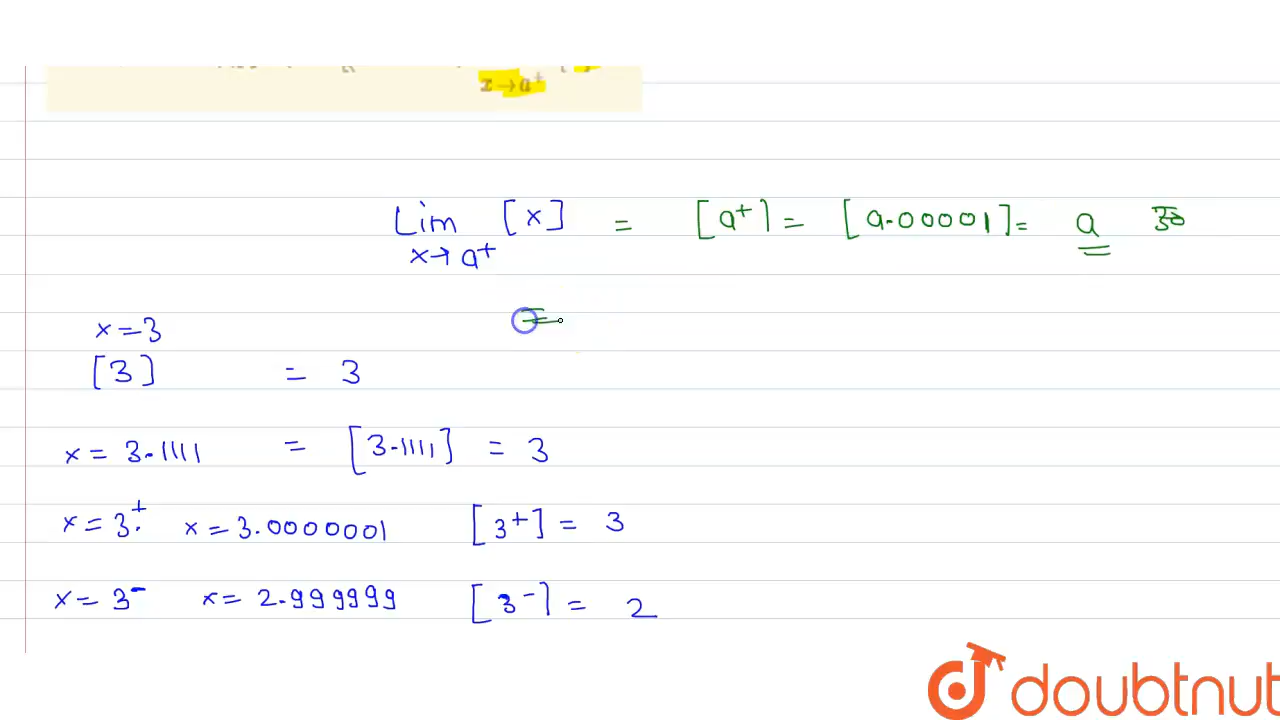 x → a⁺
Lim [x] = [a⁺] = [a.00001] = a
x→a⁺
x = 3
[3] = 3
x = 3.1111 = [3.1111] = 3
x = 3⁺ x = 3.0000001 [3⁺] = 3
x = 3⁻ x = 2.999999 [3⁻] = 2
doubtnut